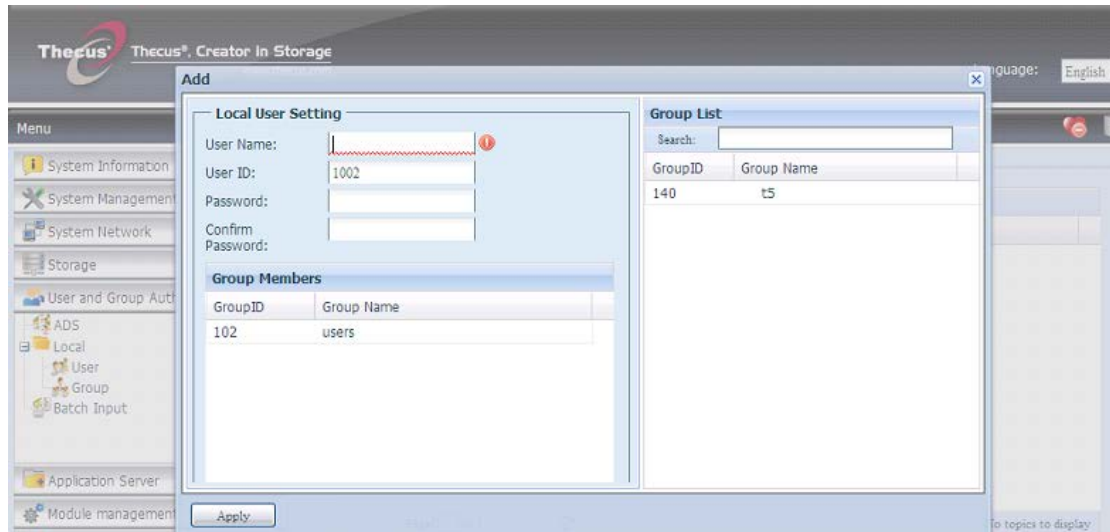 Thecus®
Thecus®, Creator in Storage
Language:
English
Menu
System Information
System Management
System Network
Storage
User and Group Auth
ADS
Local
User
Group
Batch Input
Application Server
Module management
Add
Local User Setting
User Name:
User ID:
1002
Password:
Confirm
Password:
Group Members
GroupID Group Name
102 users
Apply
Group List
Search:
GroupID Group Name
140 t5
To topics to display